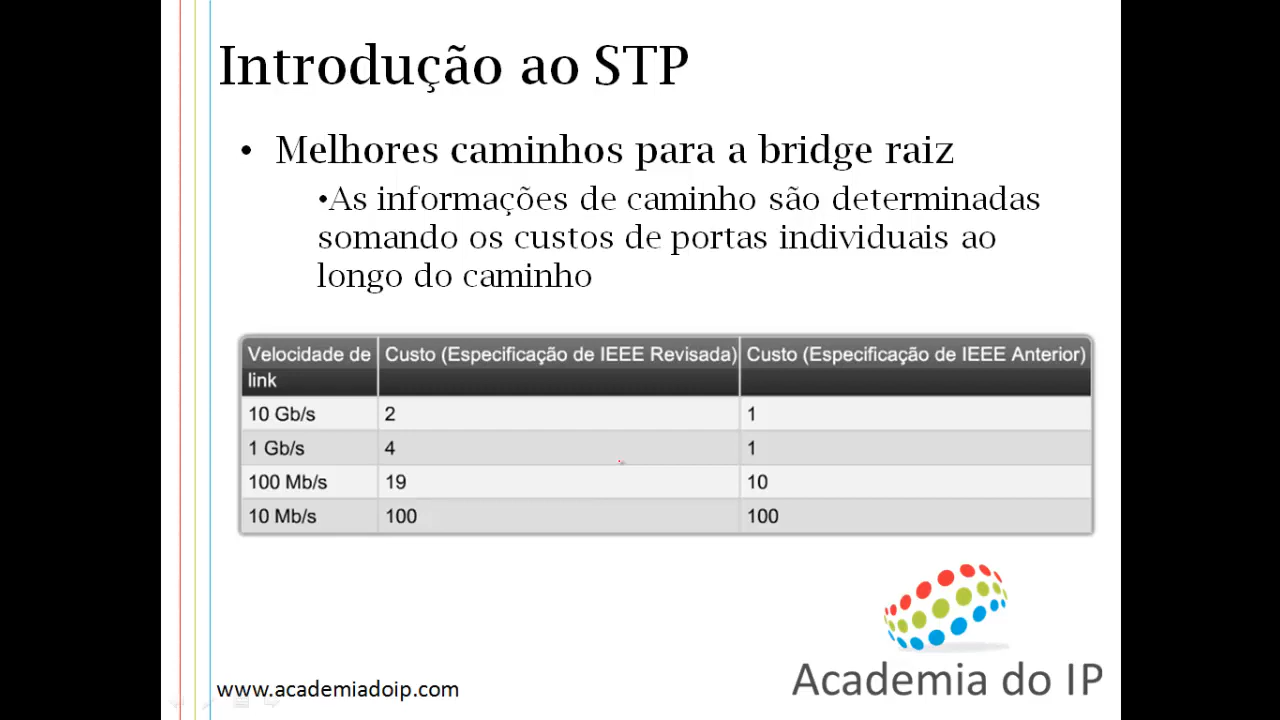 Introdução ao STP
• Melhores caminhos para a bridge raiz
•As informações de caminho são determinadas
somando os custos de portas individuais ao
longo do caminho
Velocidade de link Custo (Especificação de IEEE Revisada) Custo (Especificação de IEEE Anterior)
10 Gb/s 2 1
1 Gb/s 4 1
100 Mb/s 19 10
10 Mb/s 100 100
Academia do IP
www.academiadoip.com